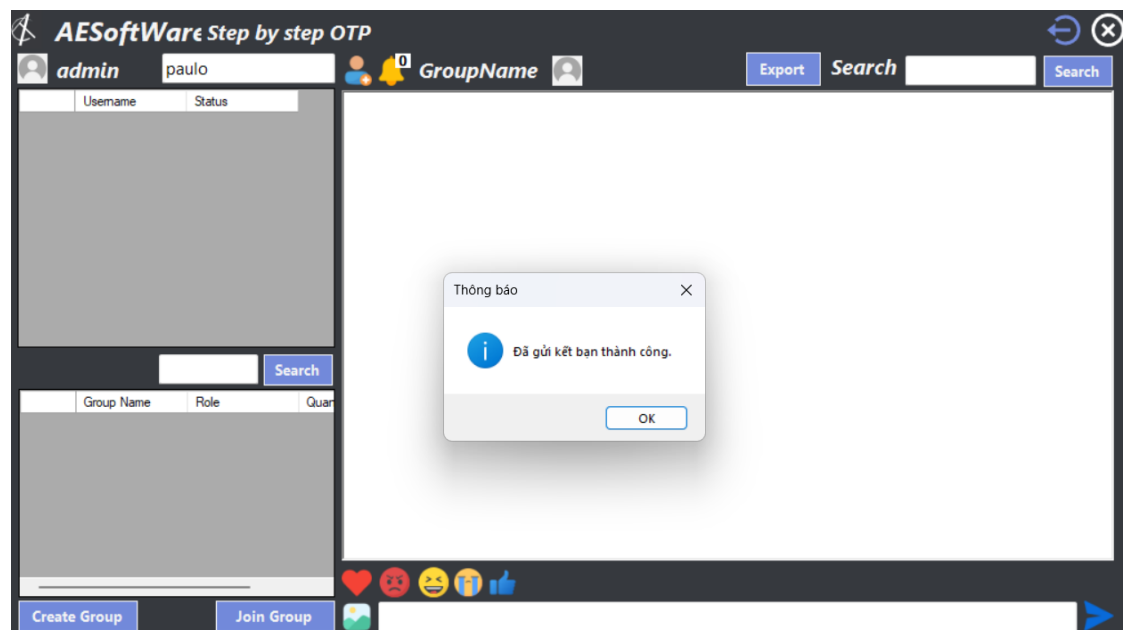 AESoftWare Step by step OTP
admin
paulo
0
GroupName
Export
Search
Search
Username Status
Thông báo
Đã gửi kết bạn thành công.
OK
Search
Group Name Role Quan
Create Group
Join Group